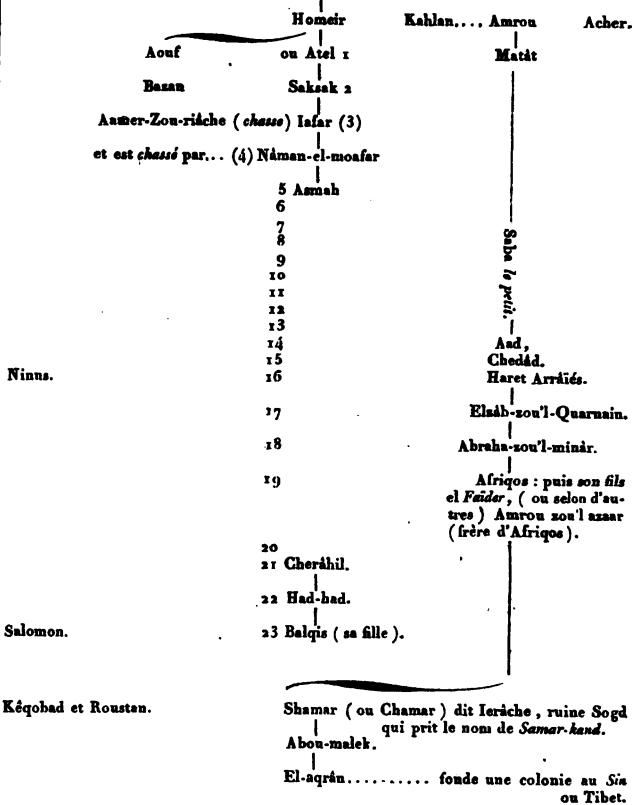 Homeir Kahlan.... Amrou Acher.
Aouf ou Atel 1 Matât
Bazan Saksak 2
Aamer-Zou-riâche (chasse) Iafar (3)
et est chassé par... (4) Nâman-el-moafar
5 Asmah
6
7
8
Saba le petit.
9
10
11
12
13
14 Aad,
15 Chedâd.
Ninus. 16 Haret Arrâiés.
17 Elsâb-zou'l-Quarnain.
18 Abraha-zou'l-minâr.
19 Afriqos : puis son fils
el Faïder, ( ou selon d'au-
tres ) Amrou zou'l azaar
(frère d'Afriqos).
20
21 Cherâhil.
22 Had-had.
Salomon. 23 Balqis ( sa fille ).
Kêqobad et Roustan. Shamar ( ou Chamar ) dit Ierâche, ruine Sogd
qui prit le nom de Samar-kand.
Abou-malek.
El-aqrân.......... fonde une colonie au Sin
ou Tibet.